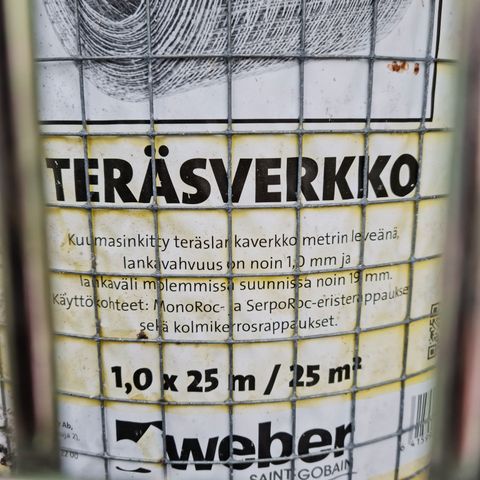 TERÄSVERKKO
Kuumasinkitty teräslankaverkko metrin leveänä,
lankavahvuus on noin 1,0 mm ja
lankaväli molemmissa suunnissa noin 19 mm.
Käyttökohteet: MonoRoc- ja SerpoRoc-eristerappaukset
sekä kolmikerrosrappaukset.
1,0 x 25 m / 25 m²
weber
SAINT-GOBAIN